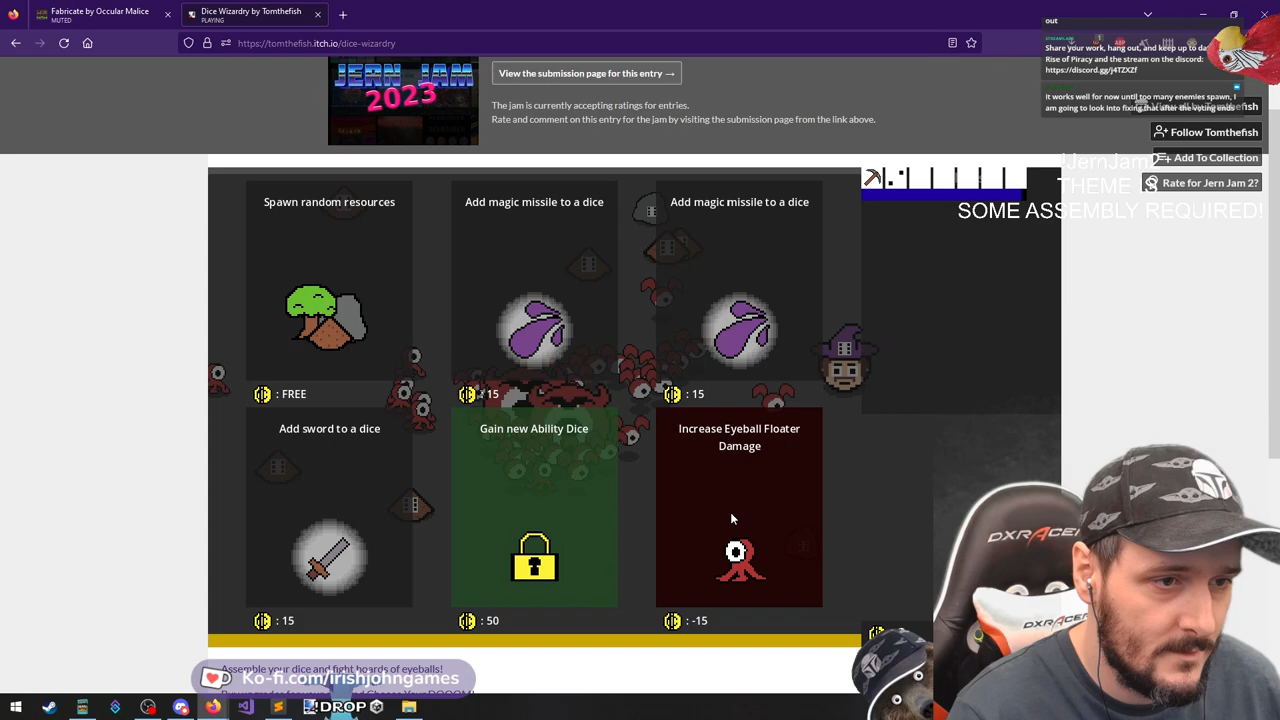 Fabricate by Occular Malice
MUTED
Dice Wizardry by Tomthefish
PLAYING
https://tomthefish.itch.io/dice-wizardry
out
Share your work, hang out, and keep up to da
Rise of Piracy and the stream on the discord:
https://discord.gg/j4TZXZf
it works well for now until too many enemies spawn, I
am going to look into fixing that after the rating ends
JERN JAM
2023
View the submission page for this entry →
The jam is currently accepting ratings for entries.
Rate and comment on this entry for the jam by visiting the submission page from the link above.
Follow Tomthefish
Add To Collection
Rate for Jern Jam 2?
!JernJam2
THEME IS
SOME ASSEMBLY REQUIRED!
Spawn random resources
Add magic missile to a dice
Add magic missile to a dice
: FREE
: 15
: 15
Add sword to a dice
Gain new Ability Dice
Increase Eyeball Floater
Damage
: 15
: 50
: -15
Assemble your dice and fight hoards of eyeballs!
Ko-fi.com/irishjohngames
DXRACER
DXRACER
DROP